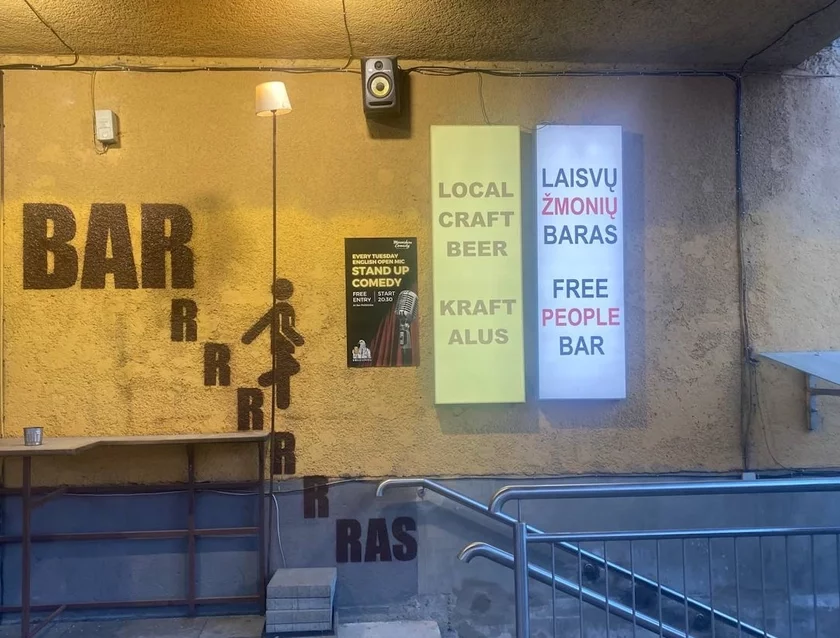 BAR
R
R
R
R
R
RAS
EVERY TUESDAY
ENGLISH OPEN MIC
STAND UP
COMEDY
FREE
ENTRY
START
20.30
LOCAL
CRAFT
BEER
KRAFT
ALUS
LAISVŲ
ŽMONIŲ
BARAS
FREE
PEOPLE
BAR